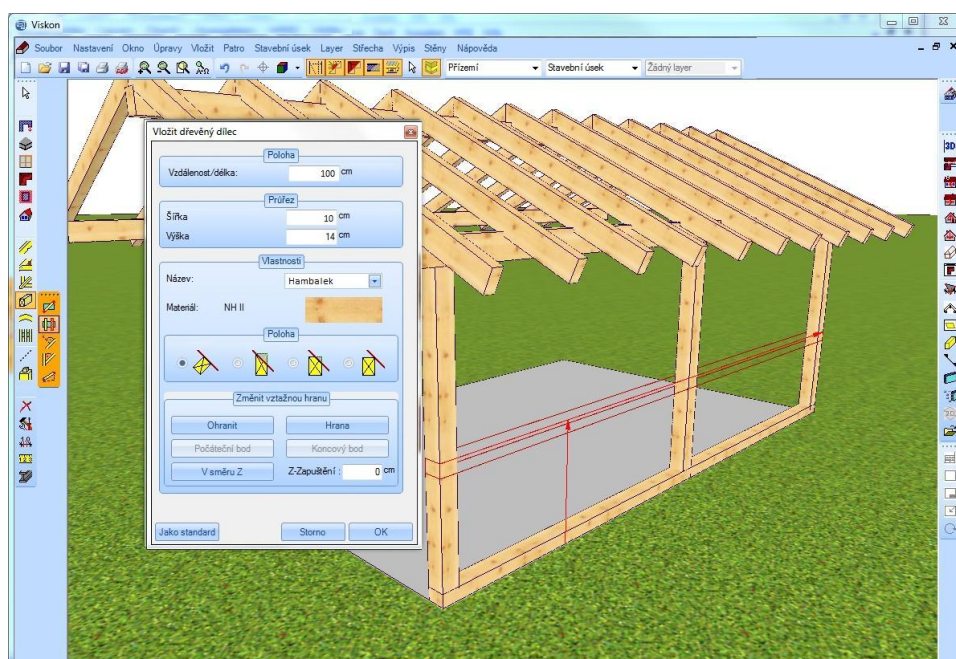 Viskon
Soubor Nastavení Okno Úpravy Vložit Patro Stavební úsek Layer Střecha Výpis Stěny Nápověda
Přízemí Stavební úsek Žádný layer
Vložit dřevěný dílec
Poloha
Vzdálenost/délka: 100 cm
Průřez
Šířka 10 cm
Výška 14 cm
Vlastnosti
Název: Hambalek
Materiál: NH II
Poloha
Změnit vztažnou hranu
Ohranit Hrana
Počáteční bod Koncový bod
V směru Z Z-Zapuštění : 0 cm
Jako standard Storno OK
3D